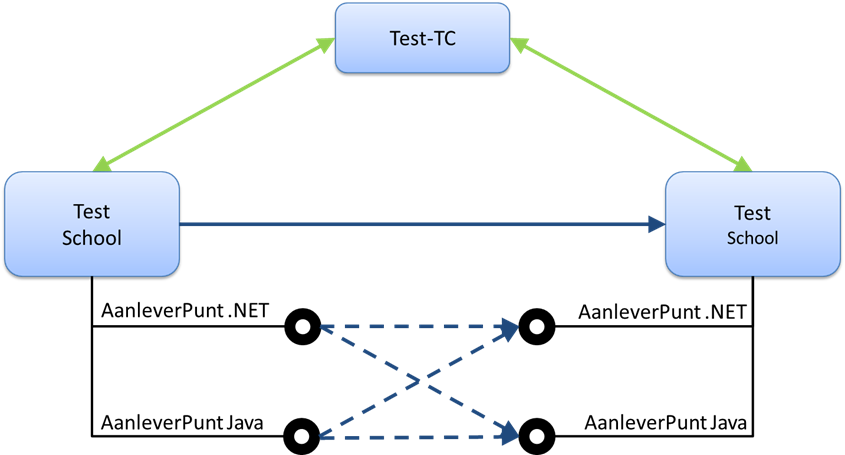 Test-TC
Test
School
Test
School
AanleverPunt .NET
AanleverPunt .NET
AanleverPunt Java
AanleverPunt Java